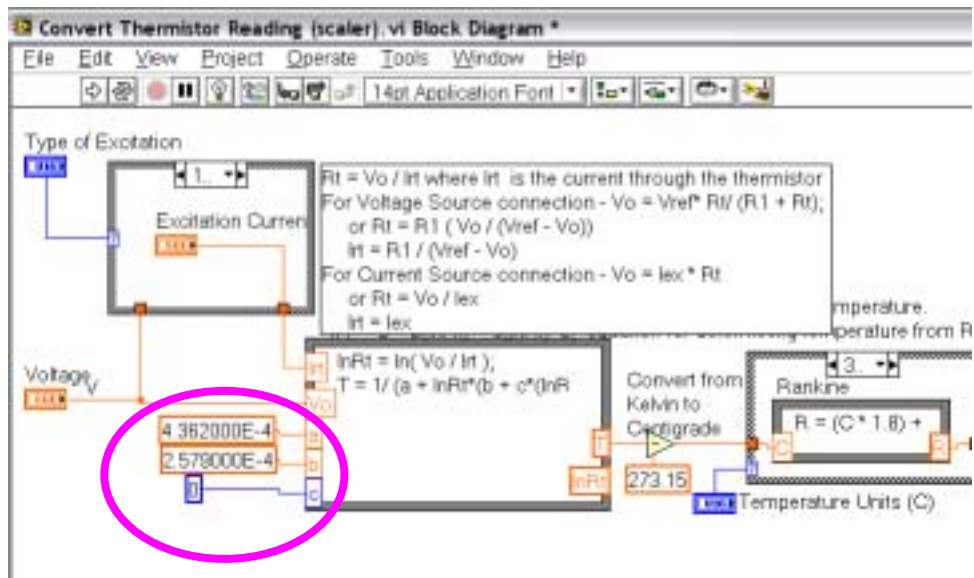 Convert Thermistor Reading (scaler).vi Block Diagram *
File Edit View Project Operate Tools Window Help
14pt Application Font
Type of Excitation
1..
Excitation Curren
Rt = Vo / Irt where Irt is the current through the thermistor
For Voltage Source connection - Vo = Vref* Rt/ (R1 + Rt);
or Rt = R1 ( Vo / (Vref - Vo))
Irt = R1 / (Vref - Vo)
For Current Source connection - Vo = Iex * Rt
or Rt = Vo / Iex
Irt = Iex
mperature.
perature from R
Voltage
V
Irt
Vo
a
b
c
lnRt = ln( Vo / Irt );
T = 1/ (a + lnRt*(b + c*(lnR
4.362000E-4
2.579000E-4
0
T
lnRt
Convert from
Kelvin to
Centigrade
273.15
3..
Rankine
R = (C * 1.8) +
C
R
Temperature Units (C)